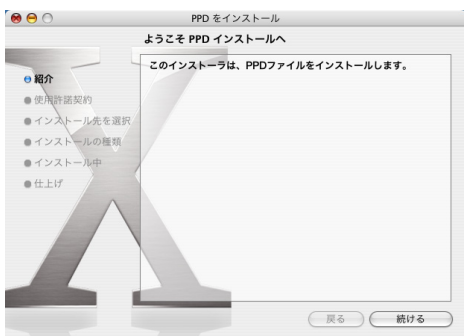 PPD をインストール
ようこそ PPD インストールへ
紹介
使用許諾契約
インストール先を選択
インストールの種類
インストール中
仕上げ
このインストーラは、PPDファイルをインストールします。
戻る
続ける